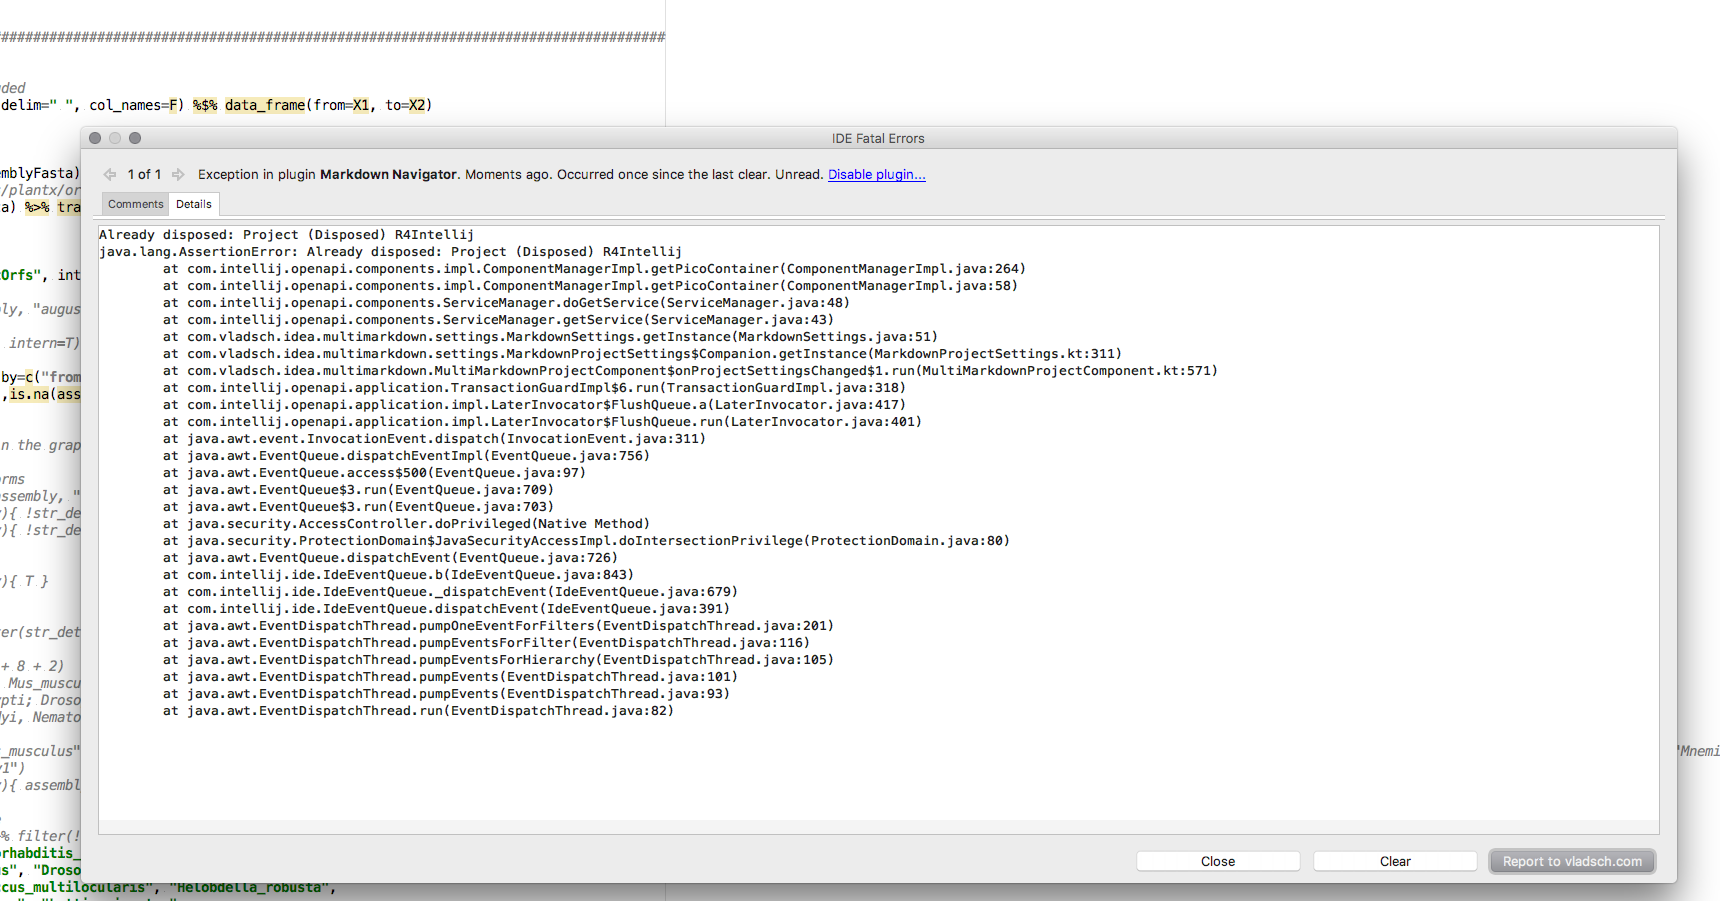 ################################################################################
ded
delim=" ", col_names=F) %$% data_frame(from=X1, to=X2)
IDE Fatal Errors
1 of 1 Exception in plugin Markdown Navigator. Moments ago. Occurred once since the last clear. Unread. Disable plugin...
Comments Details
Already disposed: Project (Disposed) R4Intellij
java.lang.AssertionError: Already disposed: Project (Disposed) R4Intellij
at com.intellij.openapi.components.impl.ComponentManagerImpl.getPicoContainer(ComponentManagerImpl.java:264)
at com.intellij.openapi.components.impl.ComponentManagerImpl.getPicoContainer(ComponentManagerImpl.java:58)
at com.intellij.openapi.components.ServiceManager.doGetService(ServiceManager.java:48)
at com.intellij.openapi.components.ServiceManager.getService(ServiceManager.java:43)
at com.vladsch.idea.multimarkdown.settings.MarkdownSettings.getInstance(MarkdownSettings.java:51)
at com.vladsch.idea.multimarkdown.settings.MarkdownProjectSettings$Companion.getInstance(MarkdownProjectSettings.kt:311)
at com.vladsch.idea.multimarkdown.MultiMarkdownProjectComponent$onProjectSettingsChanged$1.run(MultiMarkdownProjectComponent.kt:571)
at com.intellij.openapi.application.TransactionGuardImpl$6.run(TransactionGuardImpl.java:318)
at com.intellij.openapi.application.impl.LaterInvocator$FlushQueue.a(LaterInvocator.java:417)
at com.intellij.openapi.application.impl.LaterInvocator$FlushQueue.run(LaterInvocator.java:401)
at java.awt.event.InvocationEvent.dispatch(InvocationEvent.java:311)
at java.awt.EventQueue.dispatchEventImpl(EventQueue.java:756)
at java.awt.EventQueue.access$500(EventQueue.java:97)
at java.awt.EventQueue$3.run(EventQueue.java:709)
at java.awt.EventQueue$3.run(EventQueue.java:703)
at java.security.AccessController.doPrivileged(Native Method)
at java.security.ProtectionDomain$JavaSecurityAccessImpl.doIntersectionPrivilege(ProtectionDomain.java:80)
at java.awt.EventQueue.dispatchEvent(EventQueue.java:726)
at com.intellij.ide.IdeEventQueue.b(IdeEventQueue.java:843)
at com.intellij.ide.IdeEventQueue._dispatchEvent(IdeEventQueue.java:679)
at com.intellij.ide.IdeEventQueue.dispatchEvent(IdeEventQueue.java:391)
at java.awt.EventDispatchThread.pumpOneEventForFilters(EventDispatchThread.java:201)
at java.awt.EventDispatchThread.pumpEventsForFilter(EventDispatchThread.java:116)
at java.awt.EventDispatchThread.pumpEventsForHierarchy(EventDispatchThread.java:105)
at java.awt.EventDispatchThread.pumpEvents(EventDispatchThread.java:101)
at java.awt.EventDispatchThread.pumpEvents(EventDispatchThread.java:93)
at java.awt.EventDispatchThread.run(EventDispatchThread.java:82)
Close Clear Report to vladsch.com
emblyFasta)
s/plantx/or
ta) %>% tra
tOrfs", int
bly, "augus
intern=T)
by=c("from
,is.na(ass
n the grap
orms
assembly, "
y){ !str_de
y){ !str_de
y){ T }
ter(str_det
+ 8 + 2)
Mus_muscu
ypti; Droso
dyi, Nemato
s_musculus" "Mnemi
v1")
y){ assembl
>% filter(!
orhabditis_
us", "Droso
ccus_multilocularis", "Helobdella_robusta",